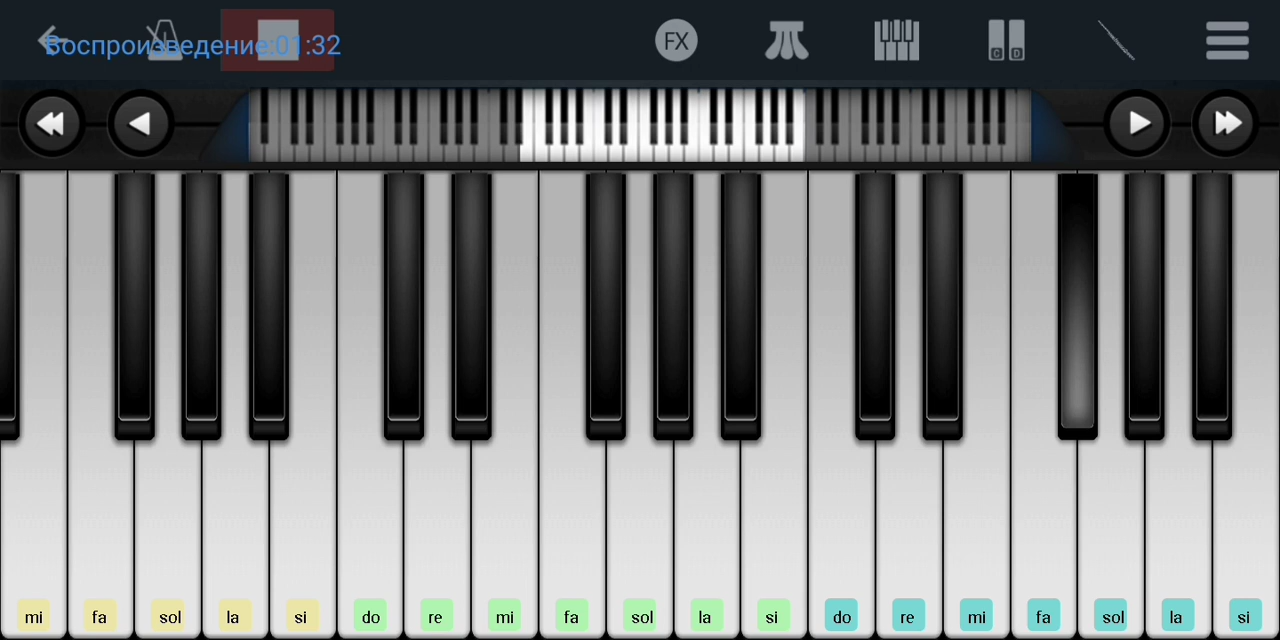 Воспроизведение:01:32
FX
C D
mi fa sol la si do re mi fa sol la si do re mi fa sol la si